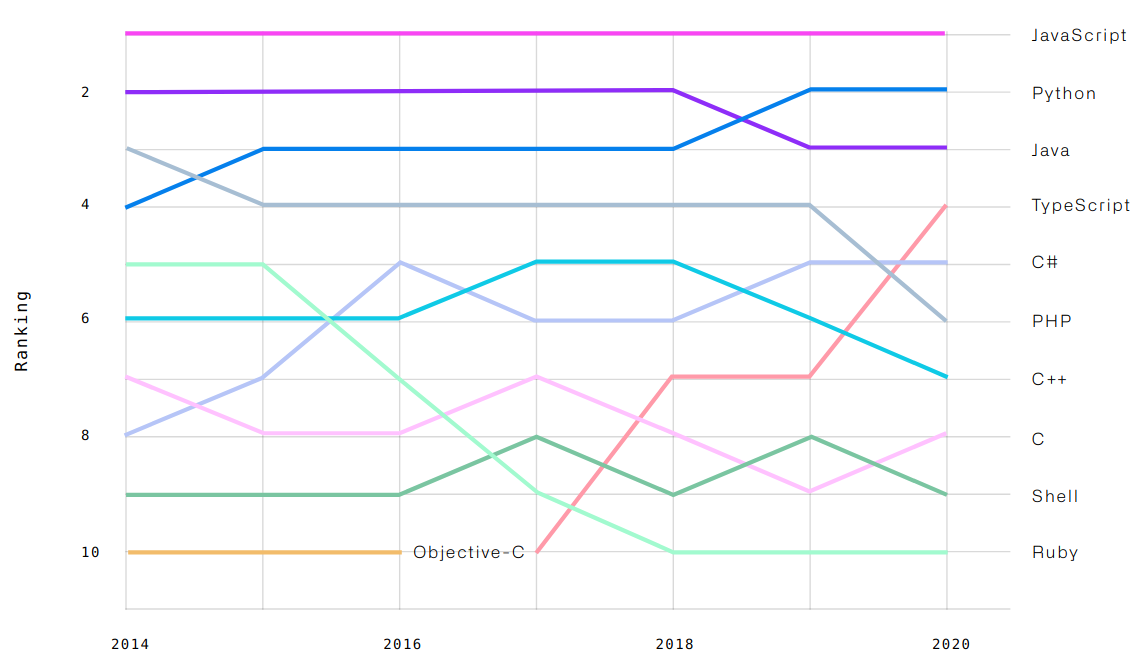 JavaScript
2
Python
Java
4
TypeScript
C#
Ranking
6
PHP
C++
8
C
Shell
10
Objective-C
Ruby
2014
2016
2018
2020